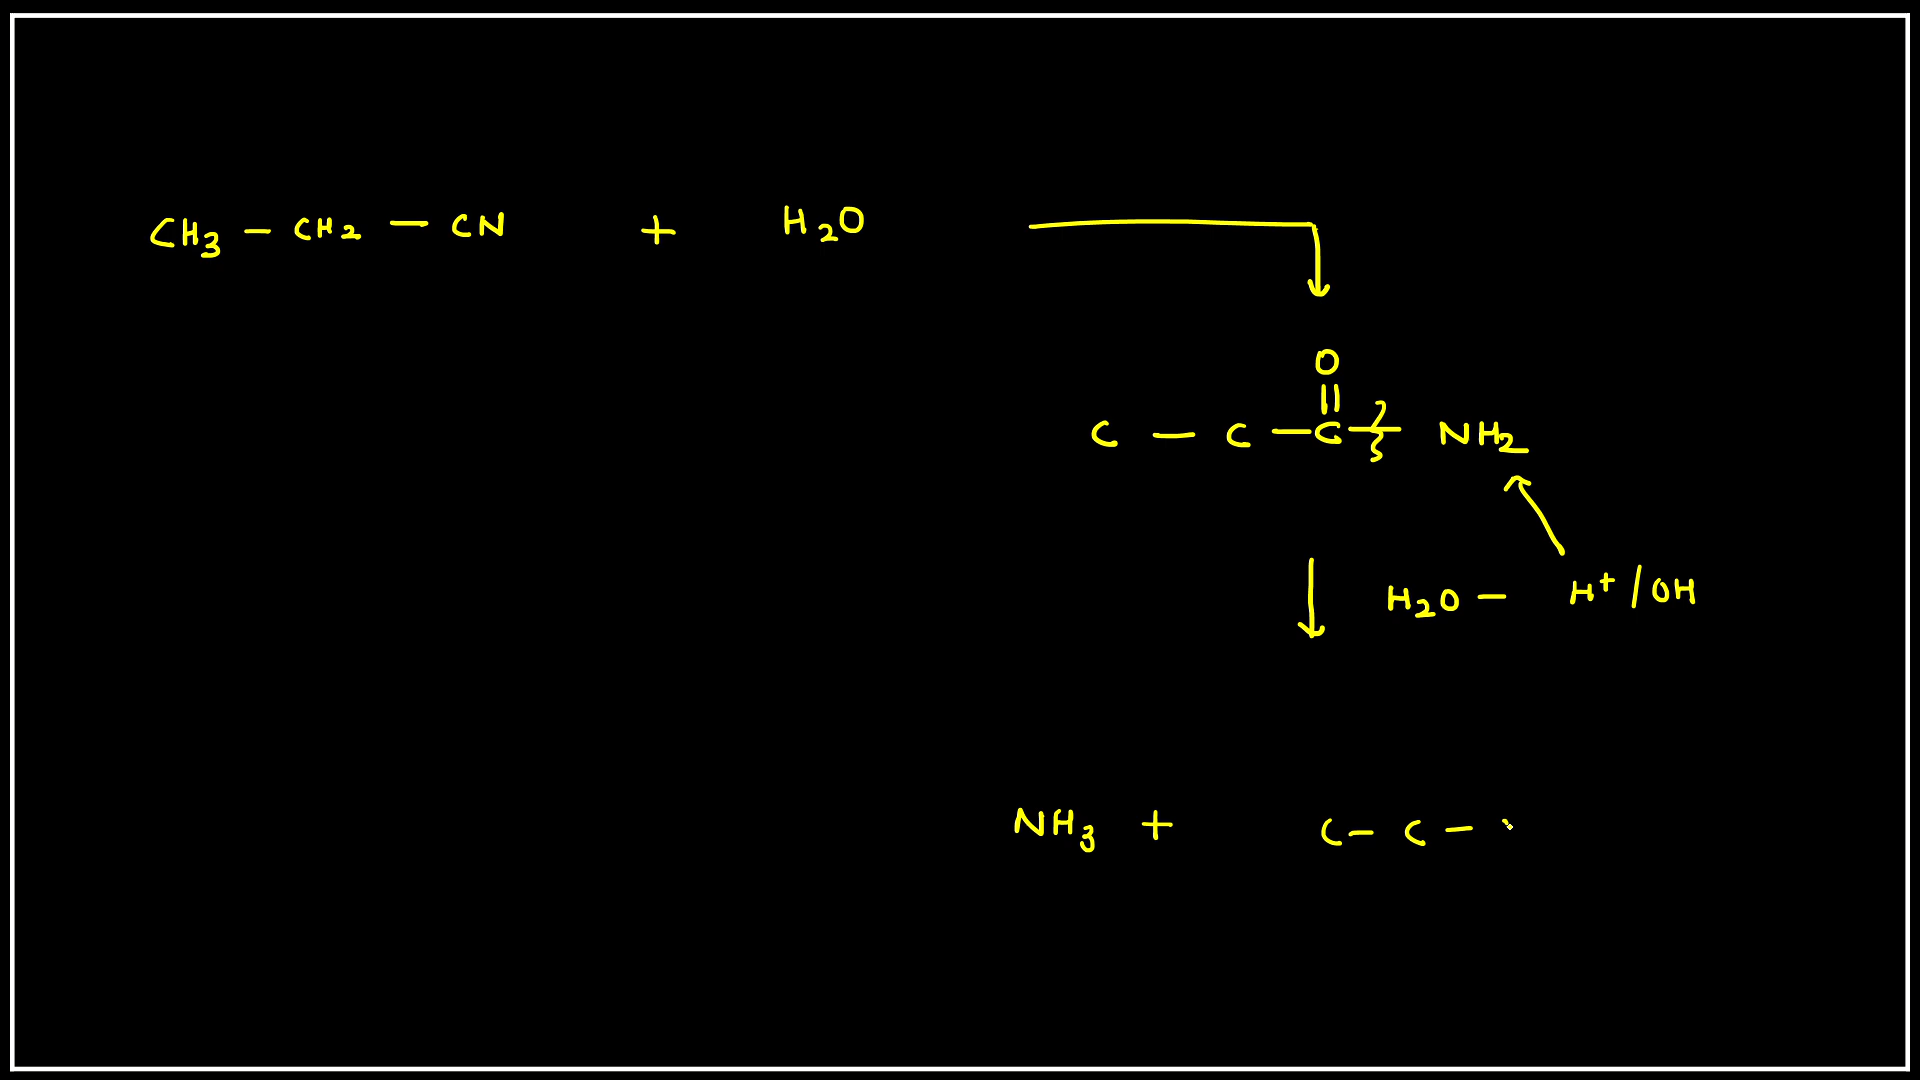 CH3 - CH2 - CN + H2O
O
C - C - C - NH2
H2O - H+/OH
NH3 + C - C -